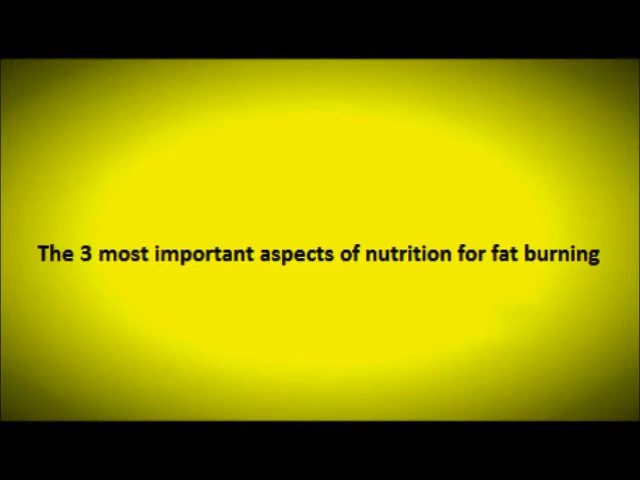 The 3 most important aspects of nutrition for fat burning